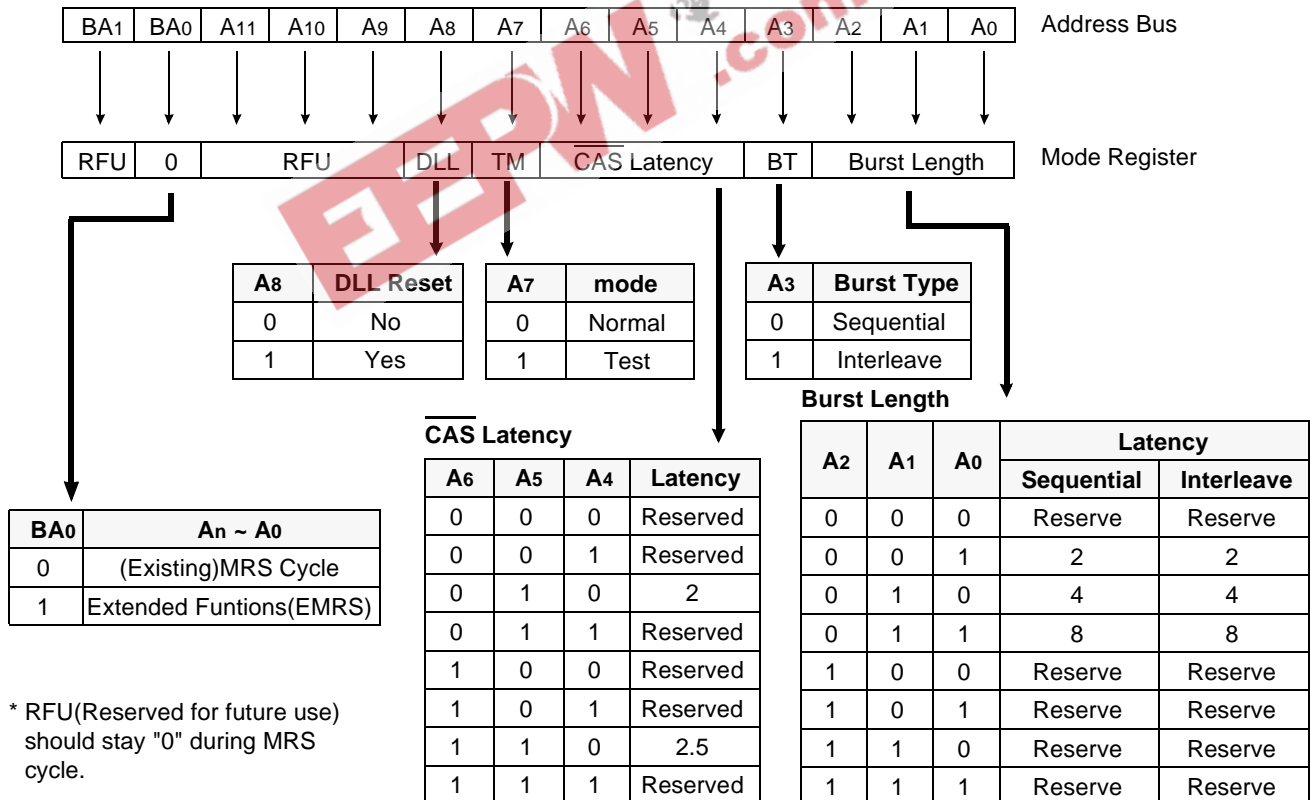 BA1 BA0 A11 A10 A9 A8 A7 A6 A5 A4 A3 A2 A1 A0 Address Bus
RFU 0 RFU DLL TM CAS Latency BT Burst Length Mode Register
A8 DLL Reset
0 No
1 Yes
A7 mode
0 Normal
1 Test
A3 Burst Type
0 Sequential
1 Interleave
BA0 An ~ A0
0 (Existing)MRS Cycle
1 Extended Funtions(EMRS)
* RFU(Reserved for future use)
should stay "0" during MRS
cycle.
CAS Latency
A6 A5 A4 Latency
0 0 0 Reserved
0 0 1 Reserved
0 1 0 2
0 1 1 Reserved
1 0 0 Reserved
1 0 1 Reserved
1 1 0 2.5
1 1 1 Reserved
Burst Length
A2 A1 A0 Latency
Sequential Interleave
0 0 0 Reserve Reserve
0 0 1 2 2
0 1 0 4 4
0 1 1 8 8
1 0 0 Reserve Reserve
1 0 1 Reserve Reserve
1 1 0 Reserve Reserve
1 1 1 Reserve Reserve
EEPW .com